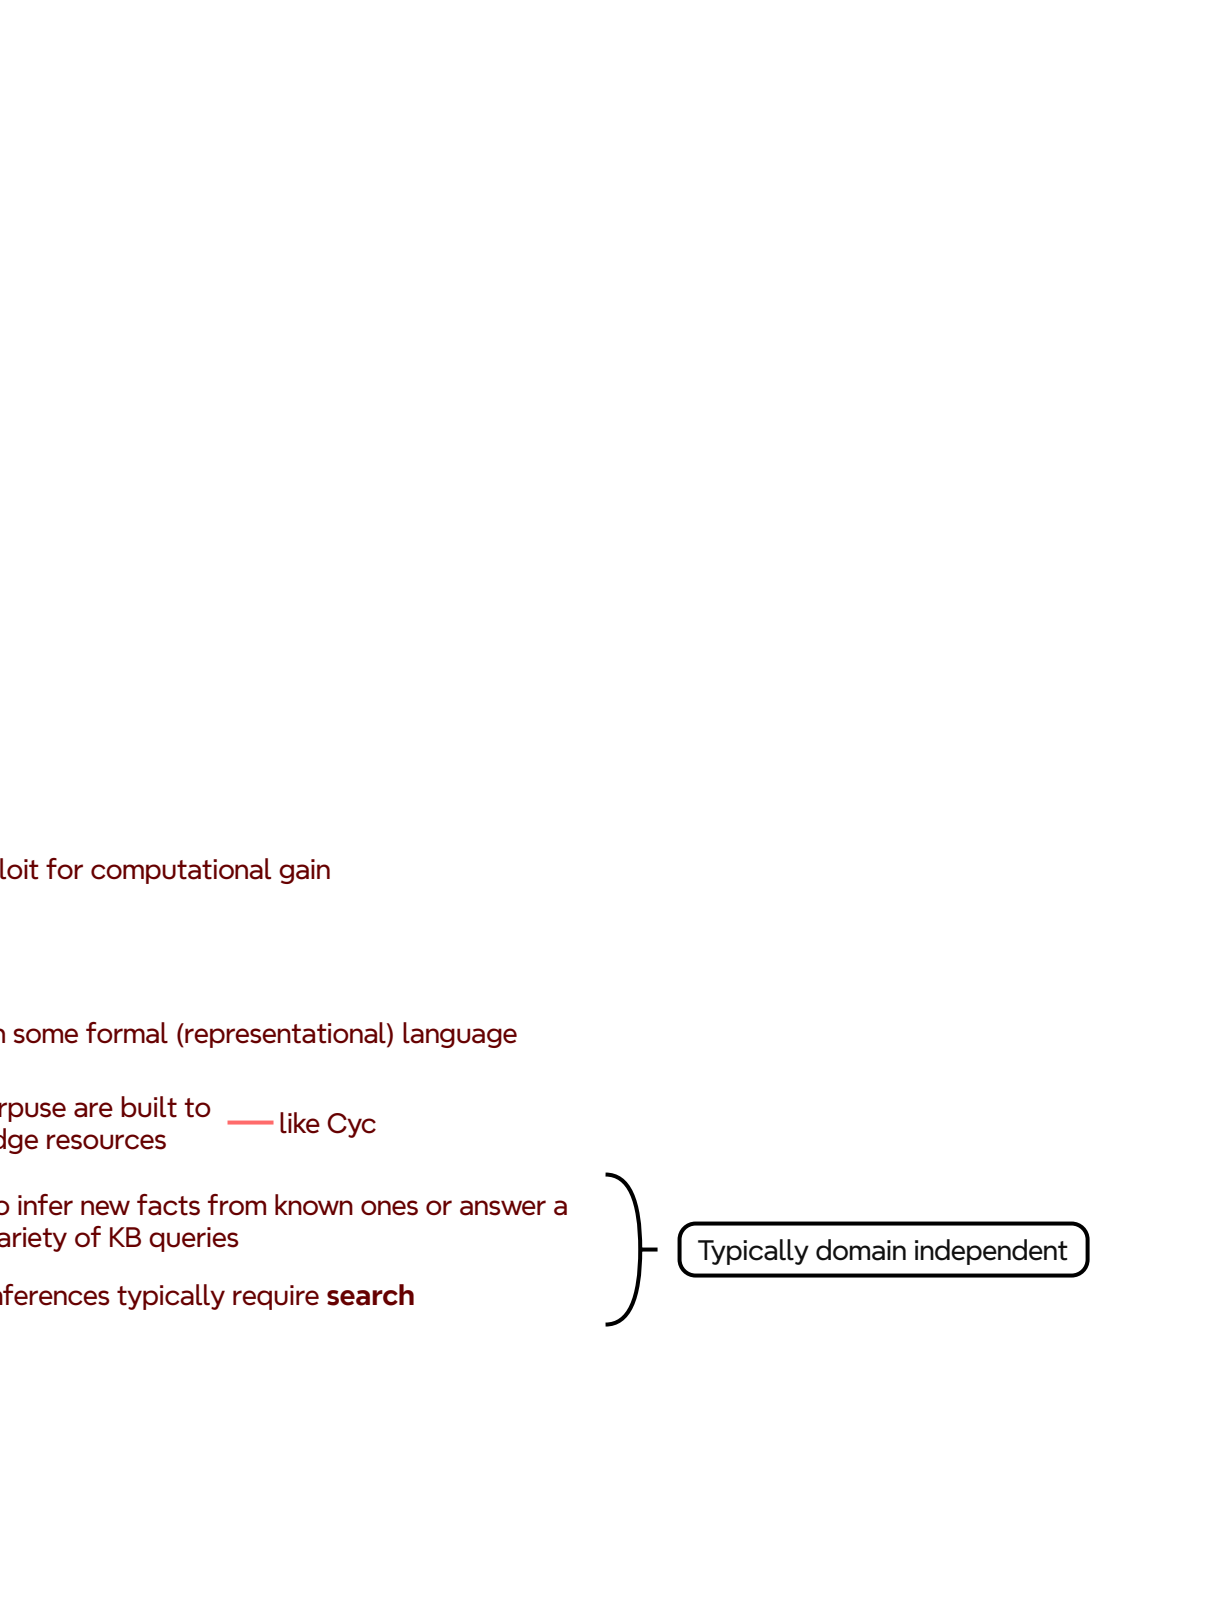 loit for computational gain
some formal (representational) language
rpuse are built to
dge resources
like Cyc
o infer new facts from known ones or answer a
ariety of KB queries
Typically domain independent
nferences typically require search